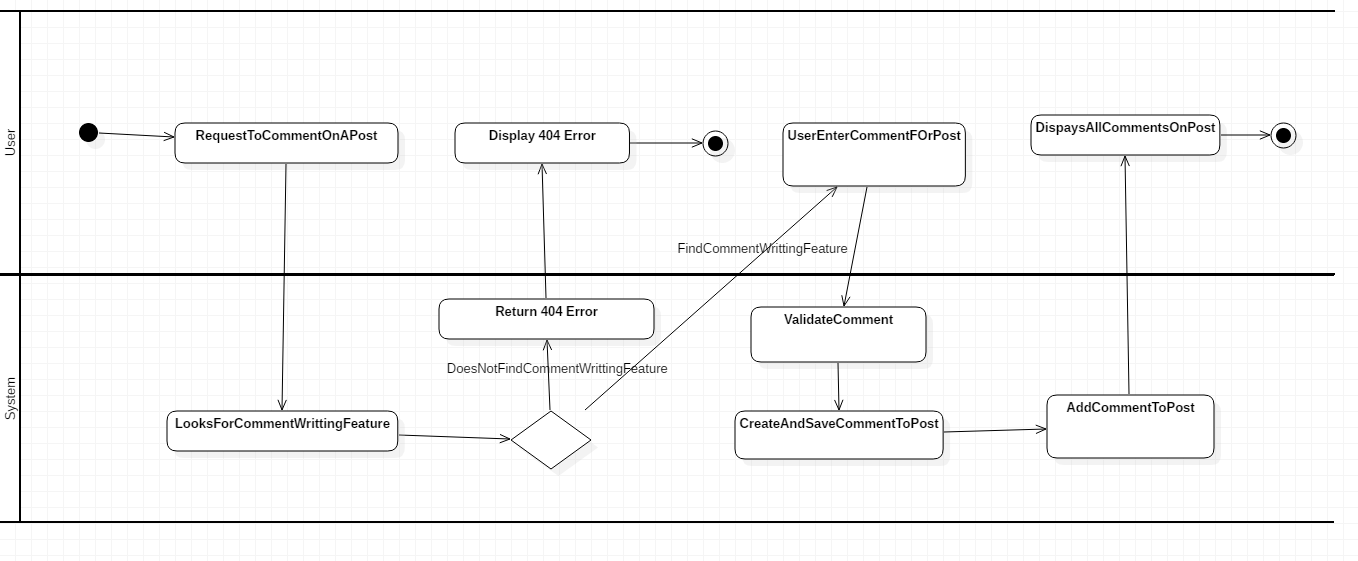 User
RequestToCommentOnAPost
Display 404 Error
UserEnterCommentFOrPost
DispaysAllCommentsOnPost
FindCommentWrittingFeature
System
Return 404 Error
ValidateComment
DoesNotFindCommentWrittingFeature
LooksForCommentWrittingFeature
CreateAndSaveCommentToPost
AddCommentToPost